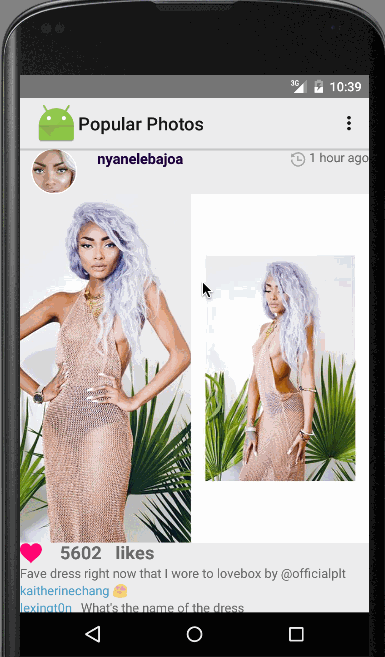 3G 10:39
Popular Photos
nyanelebajoa 1 hour ago
5602 likes
Fave dress right now that I wore to lovebox by @officialplt
kaitherinechang
lexingt0n_ What's the name of the dress